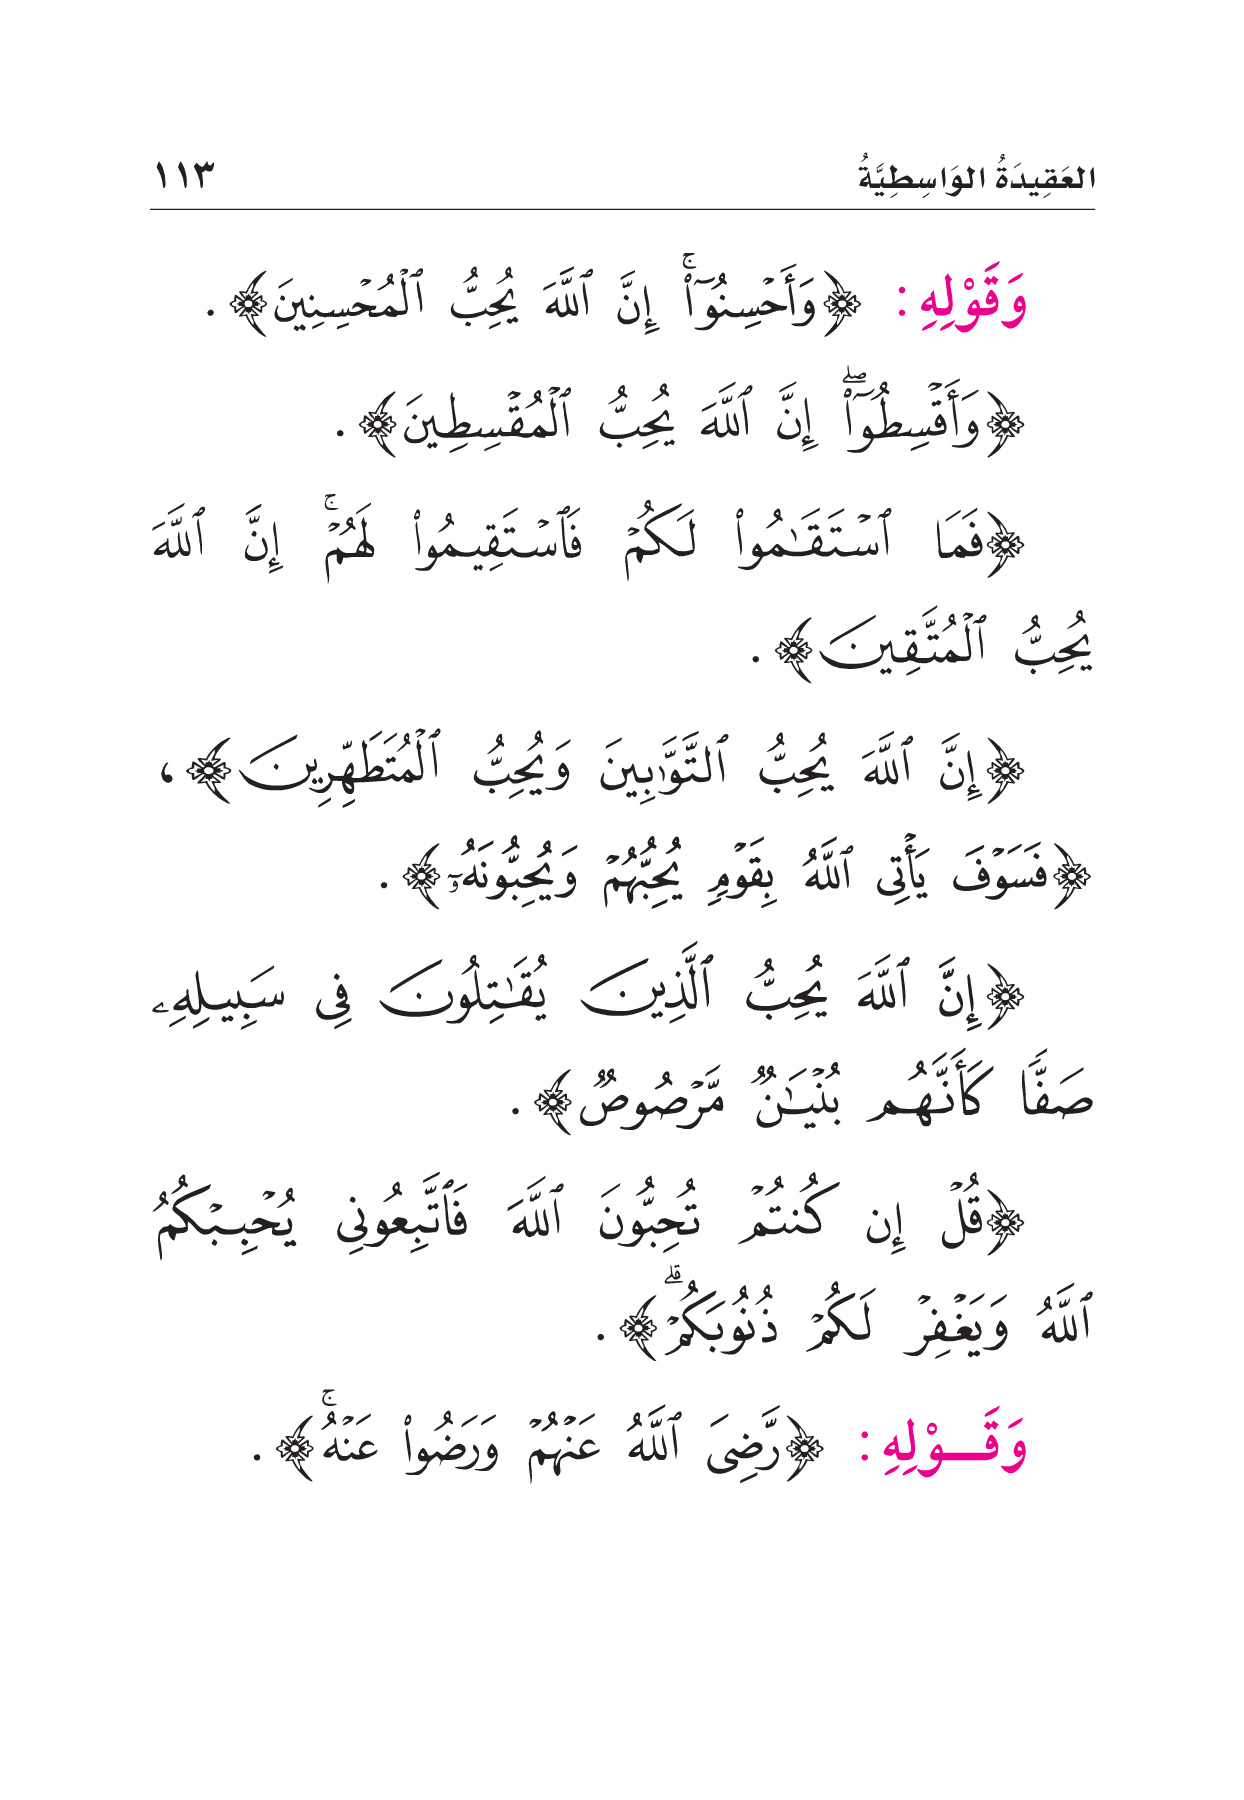 العَقِيدَةُ الوَاسِطِيَّةُ ١١٣
وَقَوْلِهِ: ﴿وَأَحۡسِنُوٓاْۚ إِنَّ ٱللَّهَ يُحِبُّ ٱلۡمُحۡسِنِينَ﴾.
﴿وَأَقۡسِطُوٓاْۖ إِنَّ ٱللَّهَ يُحِبُّ ٱلۡمُقۡسِطِينَ﴾.
﴿فَمَا ٱسۡتَقَٰمُواْ لَكُمۡ فَٱسۡتَقِيمُواْ لَهُمۡۚ إِنَّ ٱللَّهَ
يُحِبُّ ٱلۡمُتَّقِينَ﴾.
﴿إِنَّ ٱللَّهَ يُحِبُّ ٱلتَّوَّٰبِينَ وَيُحِبُّ ٱلۡمُتَطَهِّرِينَ﴾،
﴿فَسَوۡفَ يَأۡتِي ٱللَّهُ بِقَوۡمٖ يُحِبُّهُمۡ وَيُحِبُّونَهُۥٓ﴾.
﴿إِنَّ ٱللَّهَ يُحِبُّ ٱلَّذِينَ يُقَٰتِلُونَ فِي سَبِيلِهِۦ
صَفّٗا كَأَنَّهُم بُنۡيَٰنٞ مَّرۡصُوصٞ﴾.
﴿قُلۡ إِن كُنتُمۡ تُحِبُّونَ ٱللَّهَ فَٱتَّبِعُونِي يُحۡبِبۡكُمُ
ٱللَّهُ وَيَغۡفِرۡ لَكُمۡ ذُنُوبَكُمۡۚ﴾.
وَقَـــوْلِهِ: ﴿رَّضِيَ ٱللَّهُ عَنۡهُمۡ وَرَضُواْ عَنۡهُۚ﴾.